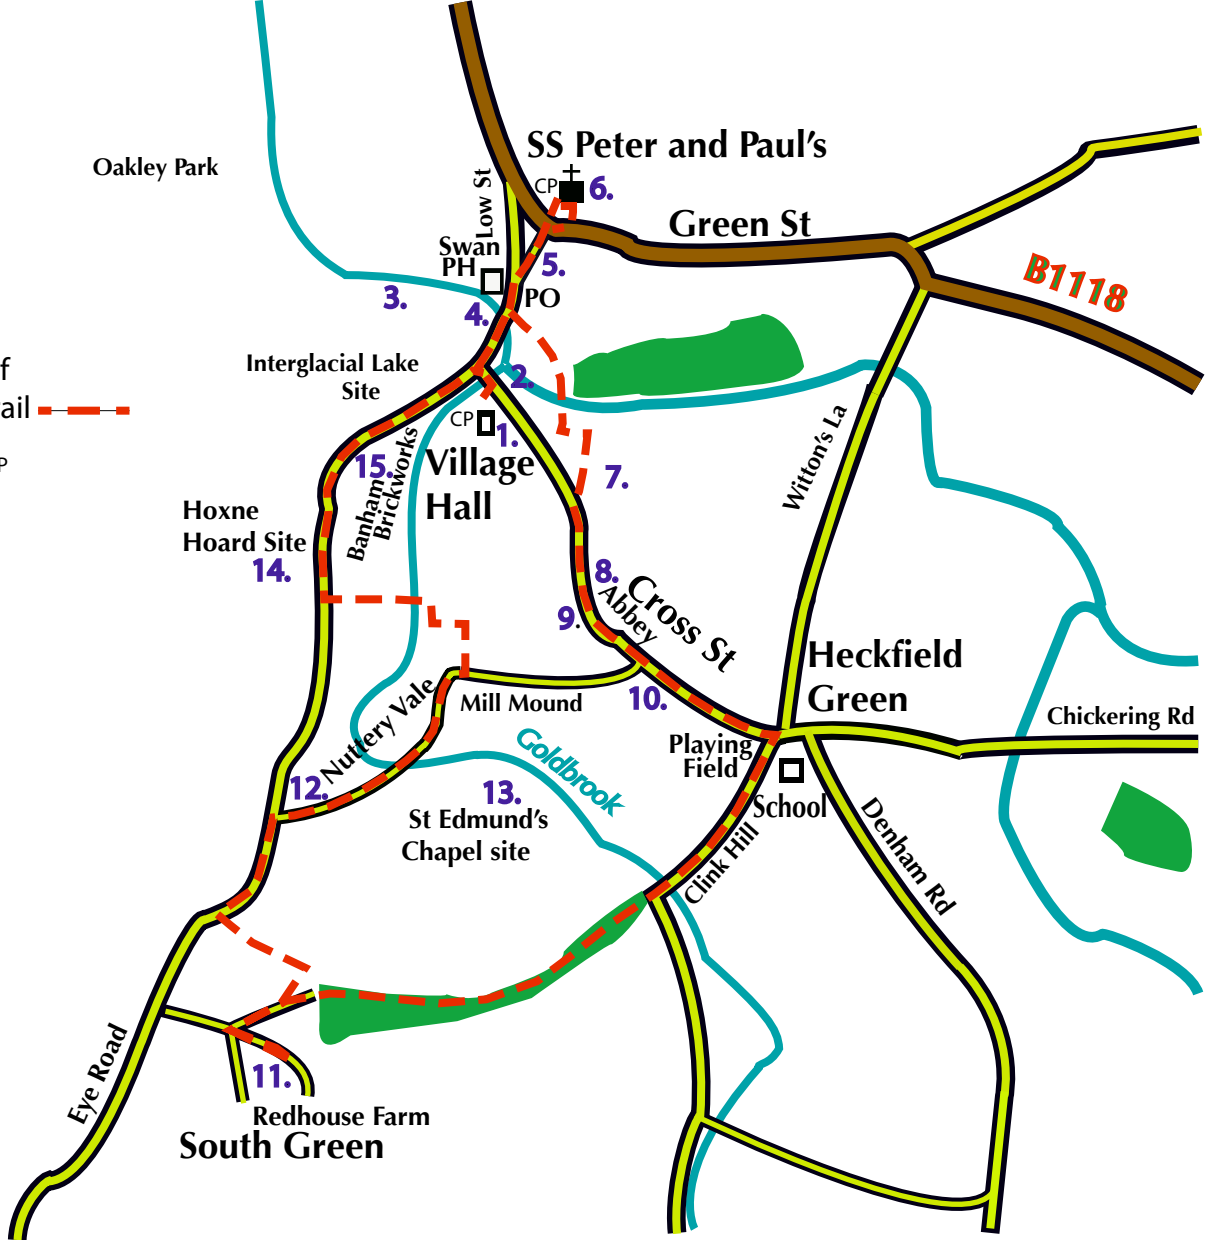 SS Peter and Paul's
Oakley Park
CP
6.
Low St
Green St
Swan
PH
5.
B1118
3.
PO
4.
Interglacial Lake
Site
2.
f
ail
CP
1.
P
Village
Hall
15.
Banham
Brickworks
7.
Witton's La
Hoxne
Hoard Site
14.
8.
Abbey
9.
Cross St
Heckfield
Green
10.
Mill Mound
Nuttery Vale
Chickering Rd
Playing
Field
Goldbrook
12.
13.
School
St Edmund's
Chapel site
Clink Hill
Denham Rd
Eye Road
11.
Redhouse Farm
South Green